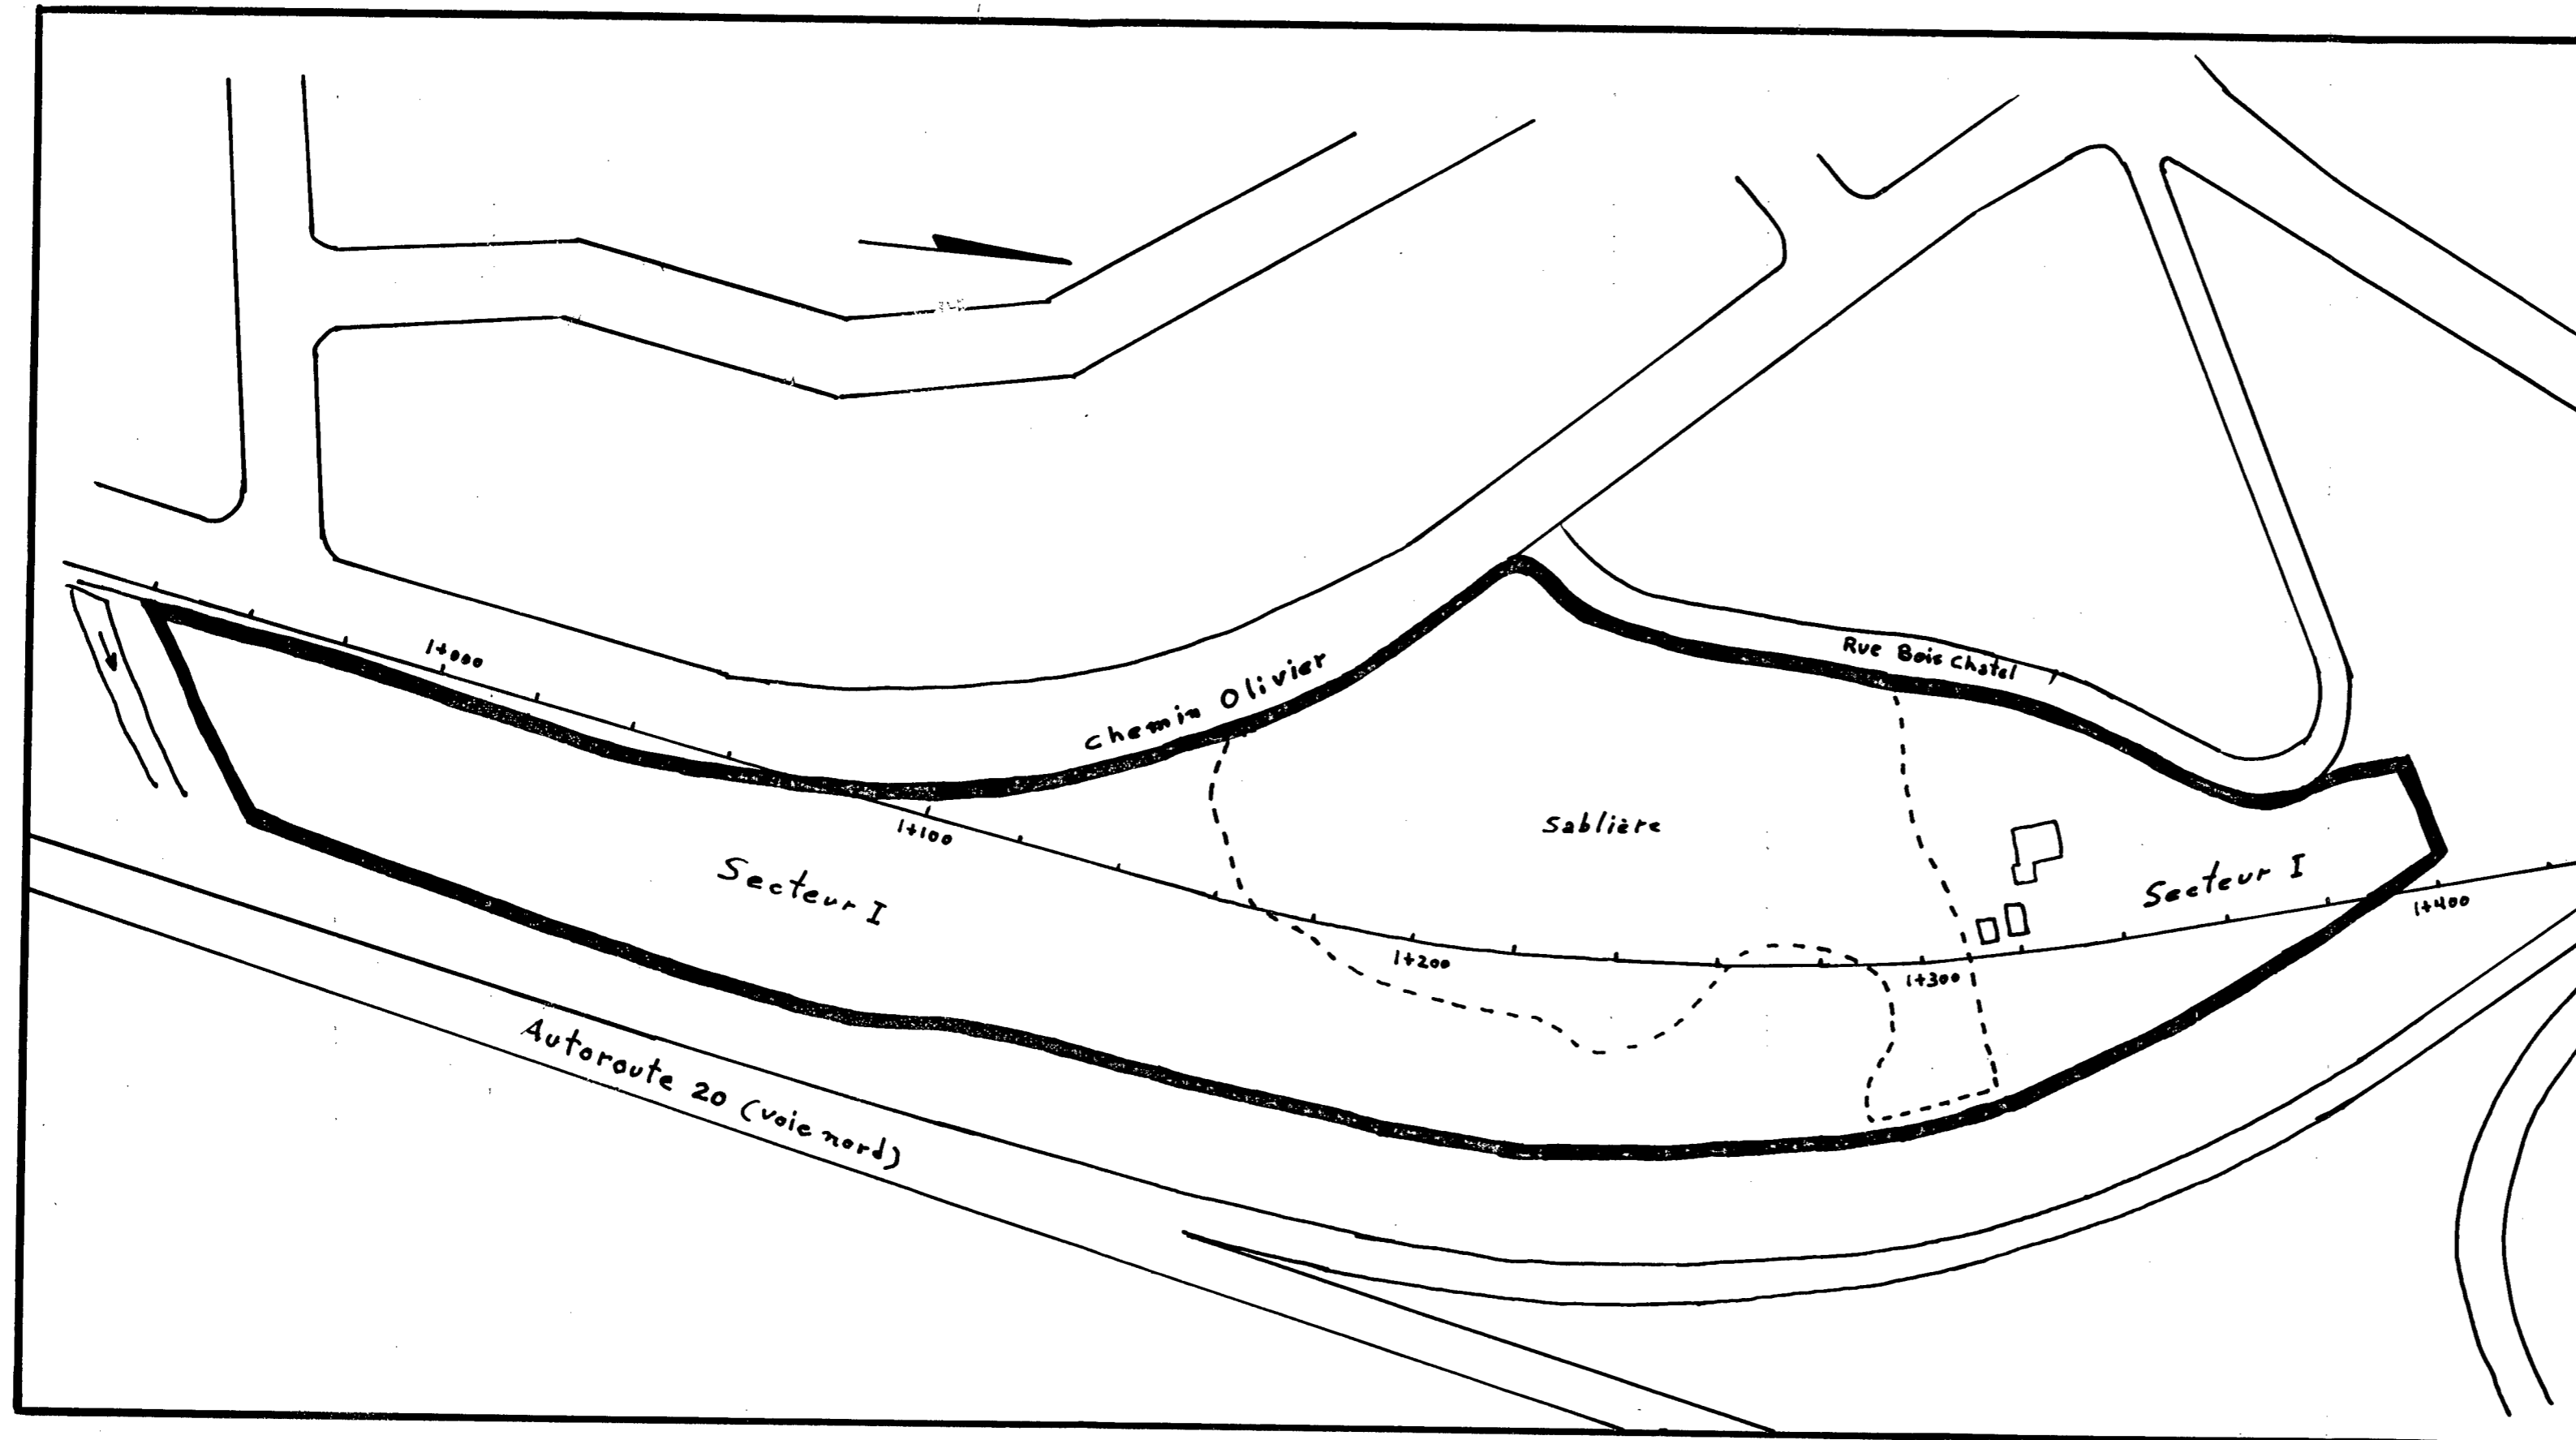 Rue Bois Chatel
1+000
Chemin Olivier
Sablière
1+100
Secteur I
Secteur I
1+400
1+200
1+300
Autoroute 20 (voie nord)